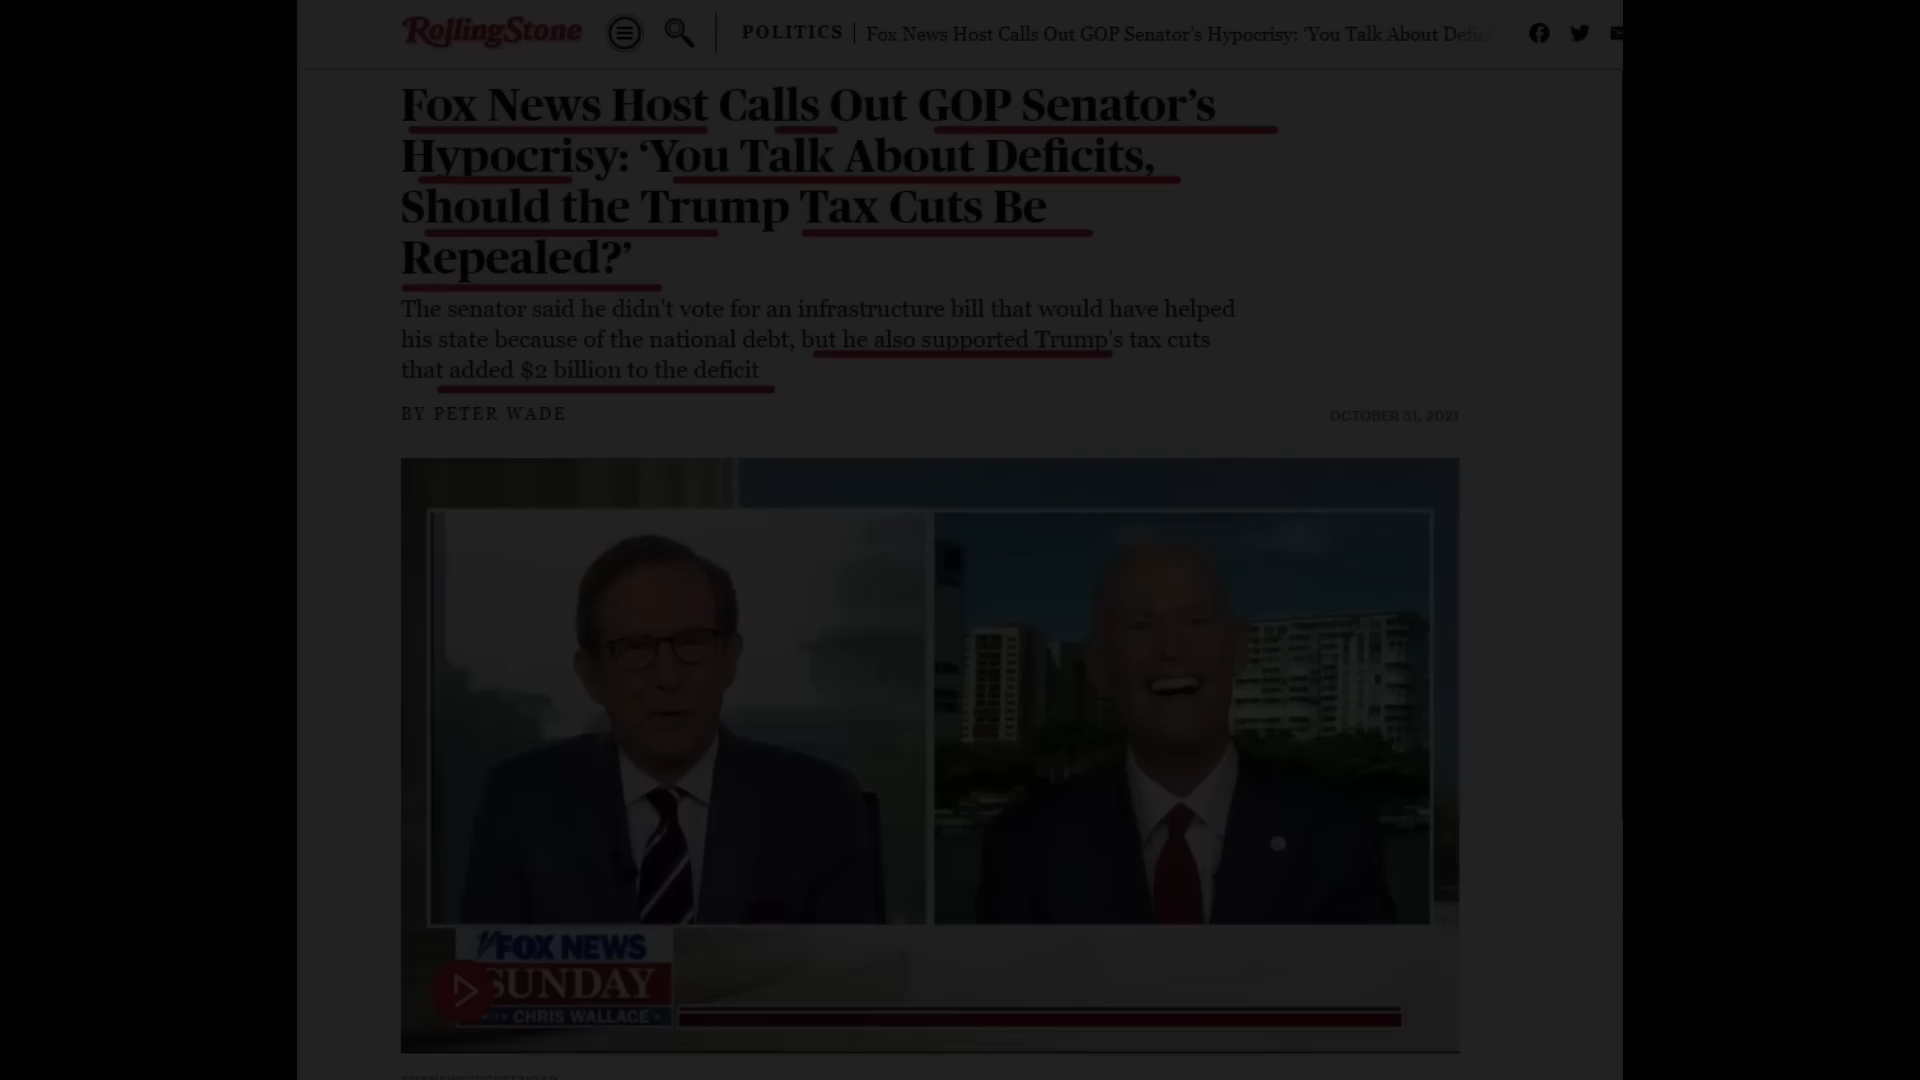 RollingStone
POLITICS | Fox News Host Calls Out GOP Senator's Hypocrisy: 'You Talk About Defic
Fox News Host Calls Out GOP Senator's
Hypocrisy: 'You Talk About Deficits,
Should the Trump Tax Cuts Be
Repealed?'
The senator said he didn't vote for an infrastructure bill that would have helped
his state because of the national debt, but he also supported Trump's tax cuts
that added $2 billion to the deficit
BY PETER WADE
OCTOBER 31, 2021
FOX NEWS
SUNDAY
WITH CHRIS WALLACE